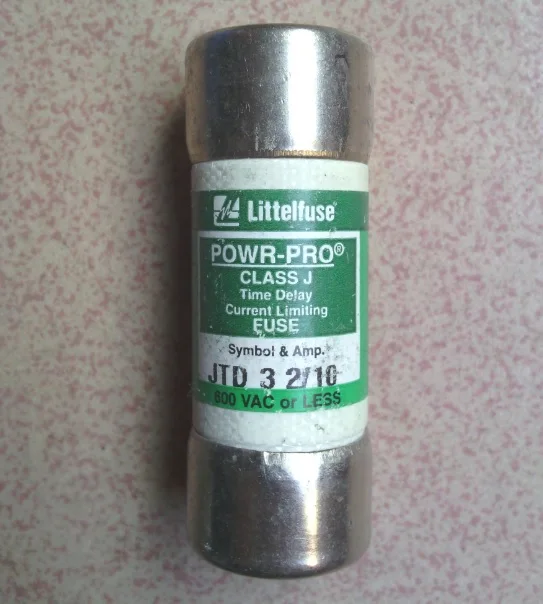 Littelfuse
POWR-PRO®
CLASS J
Time Delay
Current Limiting
FUSE
Symbol & Amp.
JTD 3 2/10
600 VAC or LESS